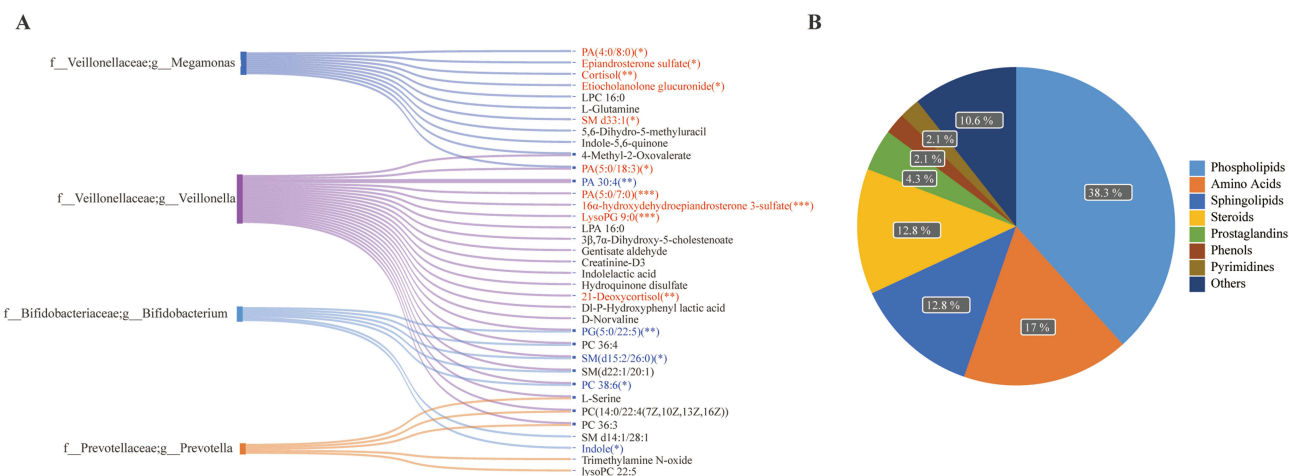 A
B
f__Veillonellaceae;g__Megamonas
f__Veillonellaceae;g__Veillonella
f__Bifidobacteriaceae;g__Bifidobacterium
f__Prevotellaceae;g__Prevotella
PA(4:0/8:0)(*)
Epiandrosterone sulfate(*)
Cortisol(**)
Etiocholanolone glucuronide(*)
LPC 16:0
L-Glutamine
SM d33:1(*)
5,6-Dihydro-5-methyluracil
Indole-5,6-quinone
4-Methyl-2-Oxovalerate
PA(5:0/18:3)(*)
PA 30:4(**)
PA(5:0/7:0)(***)
16α-hydroxydehydroepiandrosterone 3-sulfate(***)
LysoPG 9:0(***)
LPA 16:0
3β,7α-Dihydroxy-5-cholestenoate
Gentisate aldehyde
Creatinine-D3
Indolelactic acid
Hydroquinone disulfate
21-Deoxycortisol(**)
Dl-P-Hydroxyphenyl lactic acid
D-Norvaline
PG(5:0/22:5)(**)
PC 36:4
SM(d15:2/26:0)(*)
SM(d22:1/20:1)
PC 38:6(*)
L-Serine
PC(14:0/22:4(7Z,10Z,13Z,16Z))
PC 36:3
SM d14:1/28:1
Indole(*)
Trimethylamine N-oxide
lysoPC 22:5
10.6 %
2.1 %
2.1 %
4.3 %
12.8 %
12.8 %
17 %
38.3 %
Phospholipids
Amino Acids
Sphingolipids
Steroids
Prostaglandins
Phenols
Pyrimidines
Others